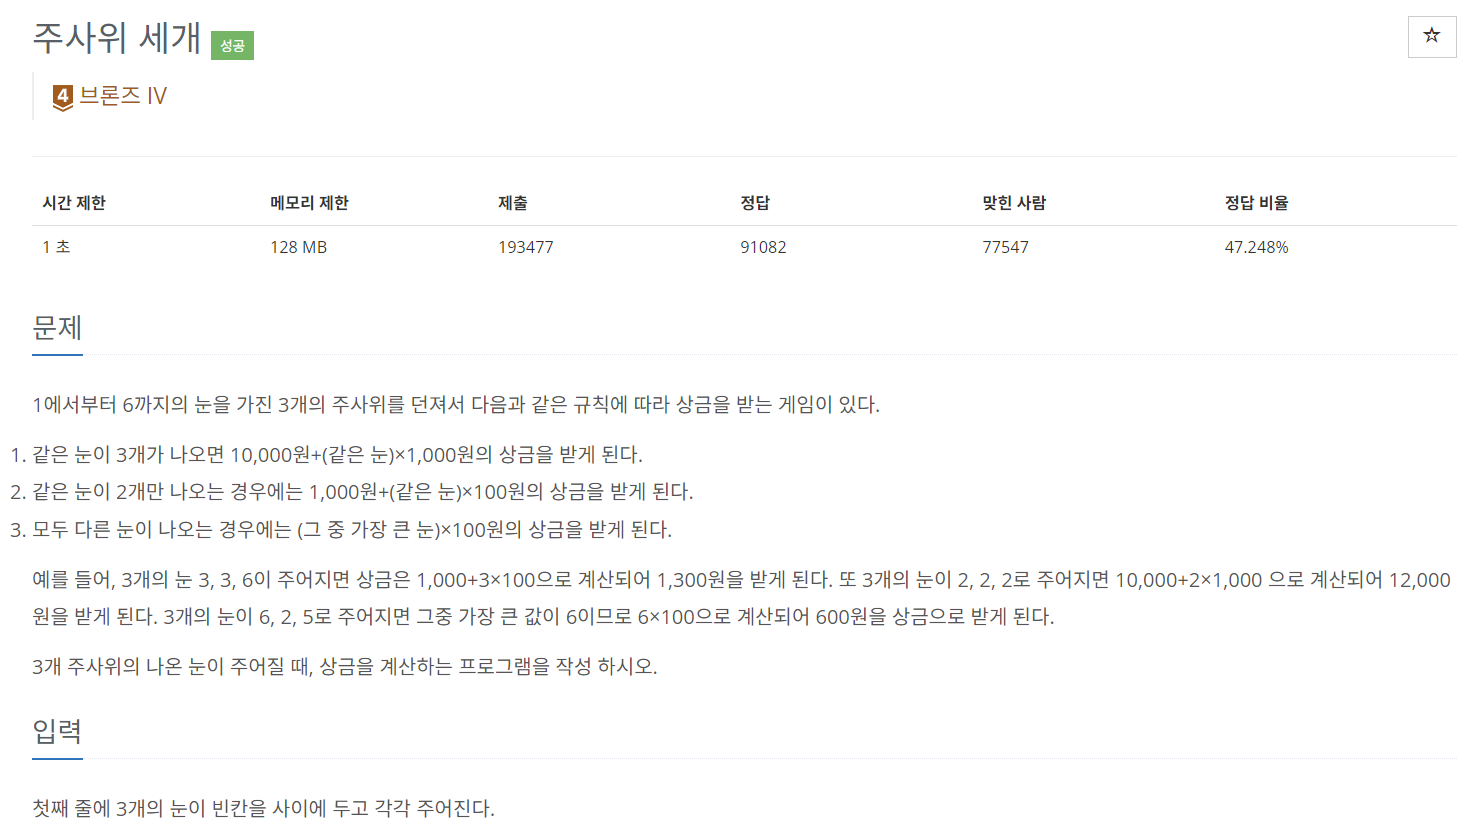 주사위 세개 성공
☆
4 브론즈 IV
시간 제한 메모리 제한 제출 정답 맞힌 사람 정답 비율
1 초 128 MB 193477 91082 77547 47.248%
문제
1에서부터 6까지의 눈을 가진 3개의 주사위를 던져서 다음과 같은 규칙에 따라 상금을 받는 게임이 있다.
1. 같은 눈이 3개가 나오면 10,000원+(같은 눈)×1,000원의 상금을 받게 된다.
2. 같은 눈이 2개만 나오는 경우에는 1,000원+(같은 눈)×100원의 상금을 받게 된다.
3. 모두 다른 눈이 나오는 경우에는 (그 중 가장 큰 눈)×100원의 상금을 받게 된다.
예를 들어, 3개의 눈 3, 3, 6이 주어지면 상금은 1,000+3×100으로 계산되어 1,300원을 받게 된다. 또 3개의 눈이 2, 2, 2로 주어지면 10,000+2×1,000 으로 계산되어 12,000
원을 받게 된다. 3개의 눈이 6, 2, 5로 주어지면 그중 가장 큰 값이 6이므로 6×100으로 계산되어 600원을 상금으로 받게 된다.
3개 주사위의 나온 눈이 주어질 때, 상금을 계산하는 프로그램을 작성 하시오.
입력
첫째 줄에 3개의 눈이 빈칸을 사이에 두고 각각 주어진다.